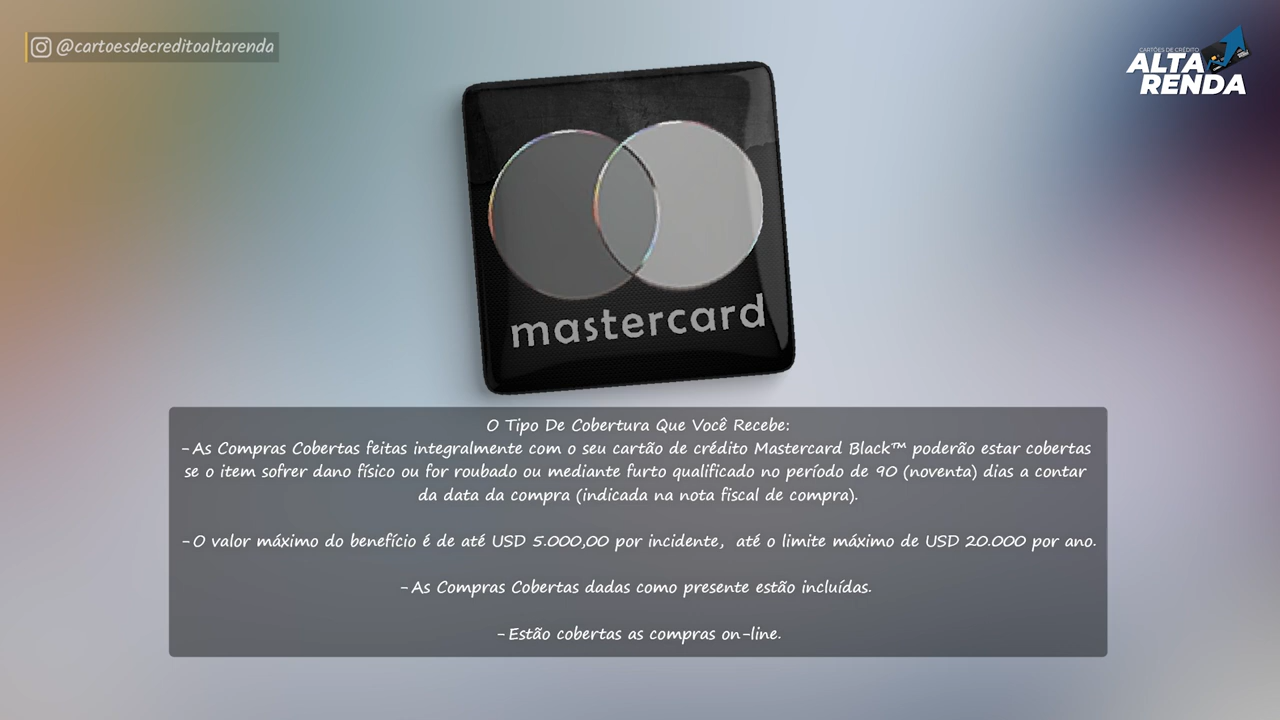 @cartoesdecreditoaltarenda
CARTÕES DE CRÉDITO
ALTA
RENDA
mastercard
O Tipo De Cobertura Que Você Recebe:
-As Compras Cobertas feitas integralmente com o seu cartão de crédito Mastercard Black™ poderão estar cobertas
se o item sofrer dano físico ou for roubado ou mediante furto qualificado no período de 90 (noventa) dias a contar
da data da compra (indicada na nota fiscal de compra).
-O valor máximo do benefício é de até USD 5.000,00 por incidente, até o limite máximo de USD 20.000 por ano.
-As Compras Cobertas dadas como presente estão incluídas.
-Estão cobertas as compras on-line.